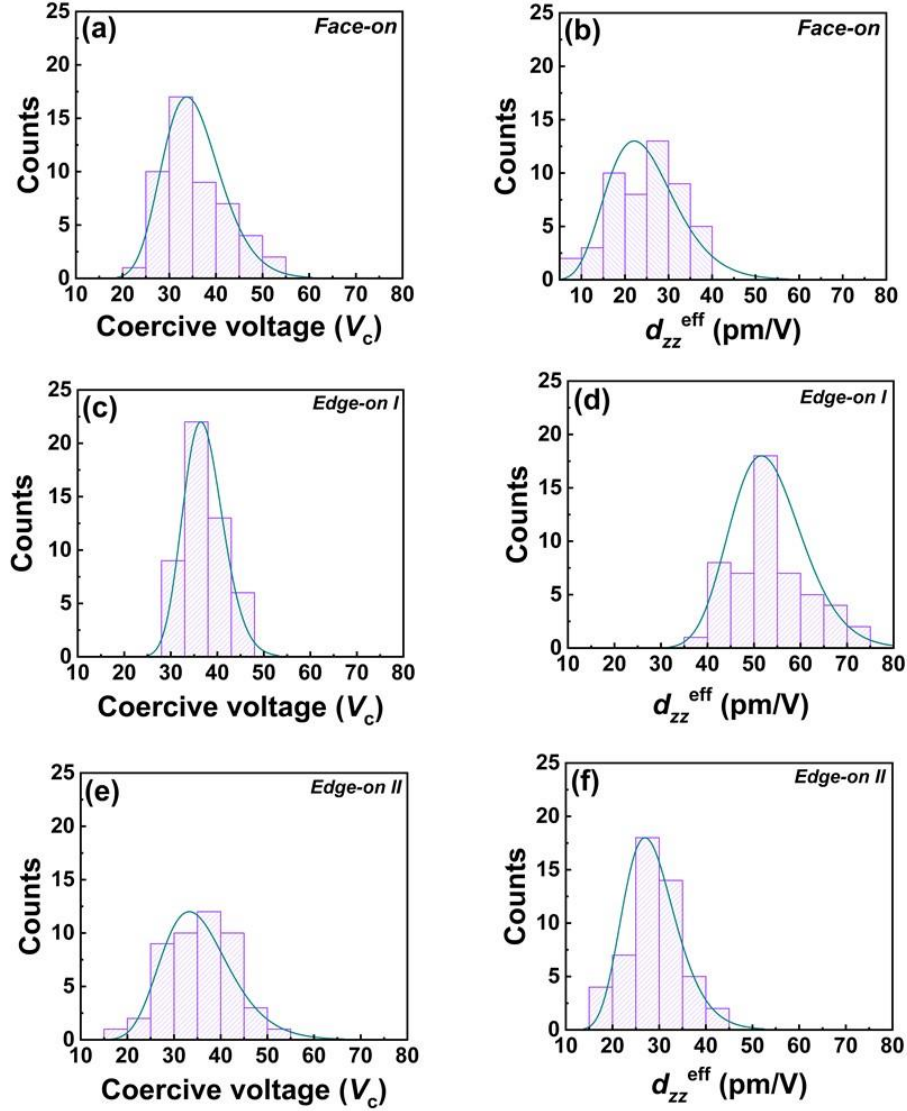 (a) Face-on
25
20
15
10
5
0
Counts
10 20 30 40 50 60 70 80
Coercive voltage (Vc)
(b) Face-on
25
20
15
10
5
0
Counts
10 20 30 40 50 60 70 80
dzzeff (pm/V)
(c) Edge-on I
25
20
15
10
5
0
Counts
10 20 30 40 50 60 70 80
Coercive voltage (Vc)
(d) Edge-on I
25
20
15
10
5
0
Counts
10 20 30 40 50 60 70 80
dzzeff (pm/V)
(e) Edge-on II
25
20
15
10
5
0
Counts
10 20 30 40 50 60 70 80
Coercive voltage (Vc)
(f) Edge-on II
25
20
15
10
5
0
Counts
10 20 30 40 50 60 70 80
dzzeff (pm/V)